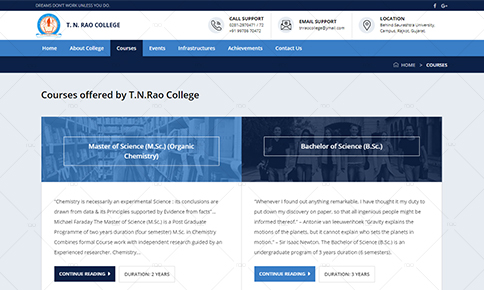 DREAMS DON'T WORK UNLESS YOU DO.
T. N. RAO COLLEGE
CALL SUPPORT
0281-2576471 / 72
+91 99798 70472
EMAIL SUPPORT
tnraocollege@ymail.com
LOCATION
Behind Saurashtra University
Campus, Rajkot, Gujarat
Home
About College
Courses
Events
Infrastructures
Achievements
Contact Us
HOME > COURSES
Courses offered by T.N.Rao College
Master of Science (M.Sc.) (Organic
Chemistry)
"Chemistry is necessarily an experimental Science : its conclusions are
drawn from data & its Principles supported by Evidence from facts"...
Michael Faraday The Master of Science (M.Sc.) is a Post Graduate
Programme of two years duration (four semester) M.Sc. in Chemistry
Combines formal Course work with independent research guided by an
Experienced researcher. Chemistry...
CONTINUE READING
DURATION: 2 YEARS
Bachelor of Science (B.Sc.)
"Whenever I found out anything remarkable, I have thought it my duty to
put down my discovery on paper, so that all ingenious people might be
informed thereof." – Antonie van leeuwenhoek "Gravity explains the
motions of the planets, but it cannot explain who sets the planets in
motion." – Sir Isaac Newton. The Bachelor of Science (B.Sc.) is an
undergraduate program of 3 years duration (6 semesters).
CONTINUE READING
DURATION: 3 YEARS